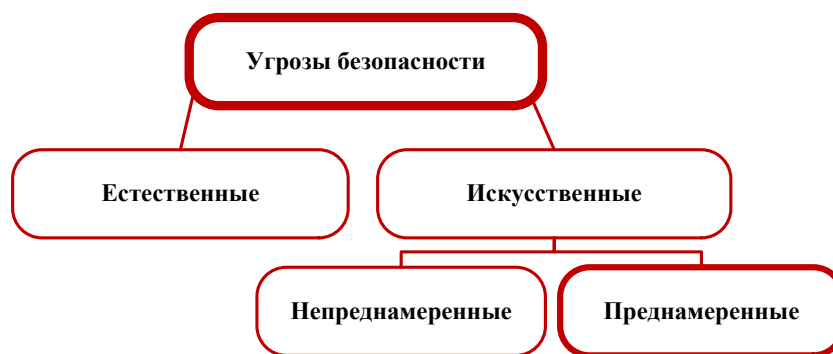 Угрозы безопасности
Естественные
Искусственные
Непреднамеренные
Преднамеренные